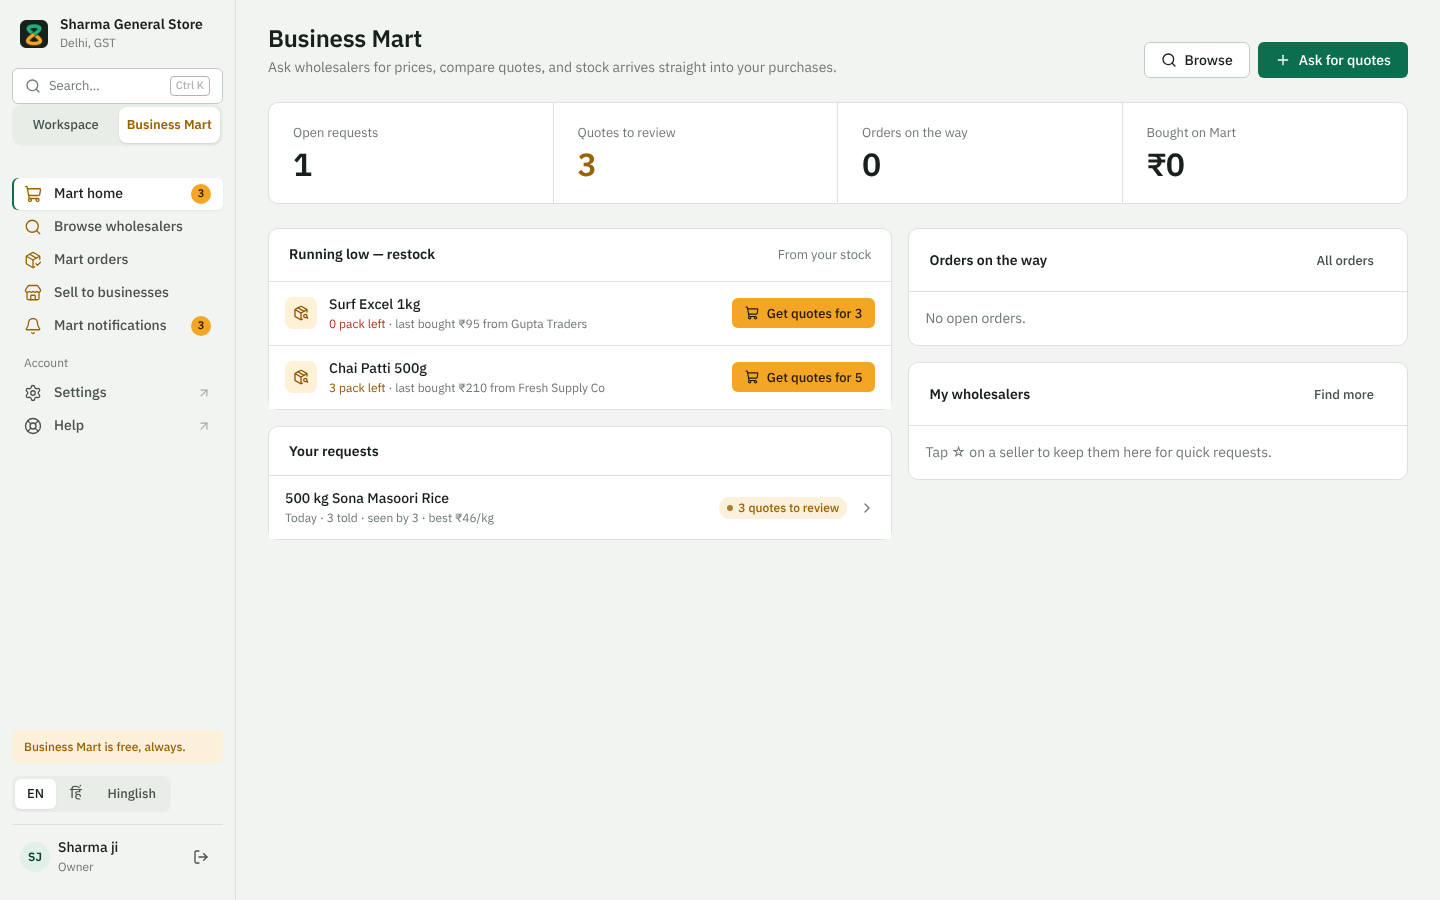 Sharma General Store
Delhi, GST
Search...
Ctrl K
Workspace
Business Mart
Mart home
3
Browse wholesalers
Mart orders
Sell to businesses
Mart notifications
3
Account
Settings
Help
Business Mart is free, always.
EN
हिं
Hinglish
SJ
Sharma ji
Owner
Business Mart
Ask wholesalers for prices, compare quotes, and stock arrives straight into your purchases.
Browse
Ask for quotes
Open requests
1
Quotes to review
3
Orders on the way
0
Bought on Mart
₹0
Running low — restock
From your stock
Surf Excel 1kg
0 pack left · last bought ₹95 from Gupta Traders
Get quotes for 3
Chai Patti 500g
3 pack left · last bought ₹210 from Fresh Supply Co
Get quotes for 5
Your requests
500 kg Sona Masoori Rice
Today · 3 told · seen by 3 · best ₹46/kg
3 quotes to review
Orders on the way
All orders
No open orders.
My wholesalers
Find more
Tap ☆ on a seller to keep them here for quick requests.